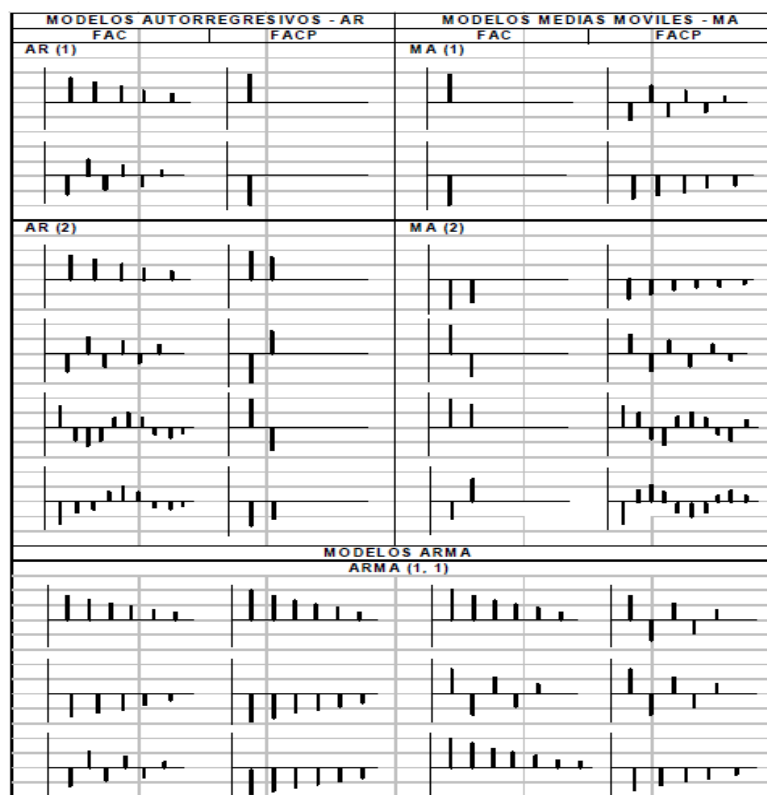 MODELOS AUTORREGRESIVOS - AR MODELOS MEDIAS MOVILES - MA
FAC FACP FAC FACP
AR (1) MA (1)
AR (2) MA (2)
MODELOS ARMA
ARMA (1, 1)